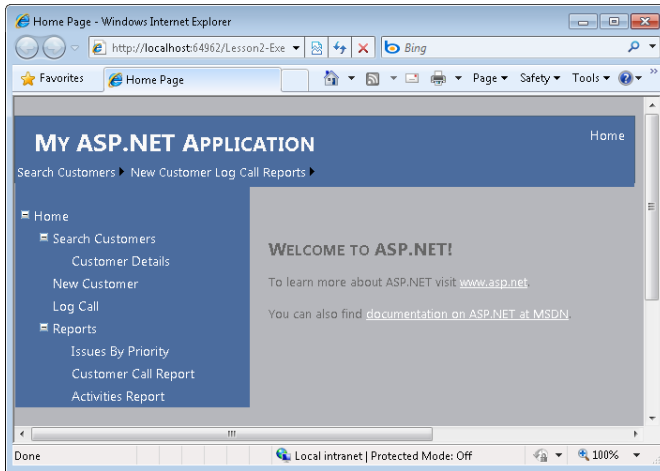 Home Page - Windows Internet Explorer
http://localhost:64962/Lesson2-Exe
Bing
Favorites Home Page Page Safety Tools
MY ASP.NET APPLICATION
Home
Search Customers New Customer Log Call Reports
Home
Search Customers
Customer Details
New Customer
Log Call
Reports
Issues By Priority
Customer Call Report
Activities Report
WELCOME TO ASP.NET!
To learn more about ASP.NET visit www.asp.net.
You can also find documentation on ASP.NET at MSDN.
Done Local intranet | Protected Mode: Off 100%